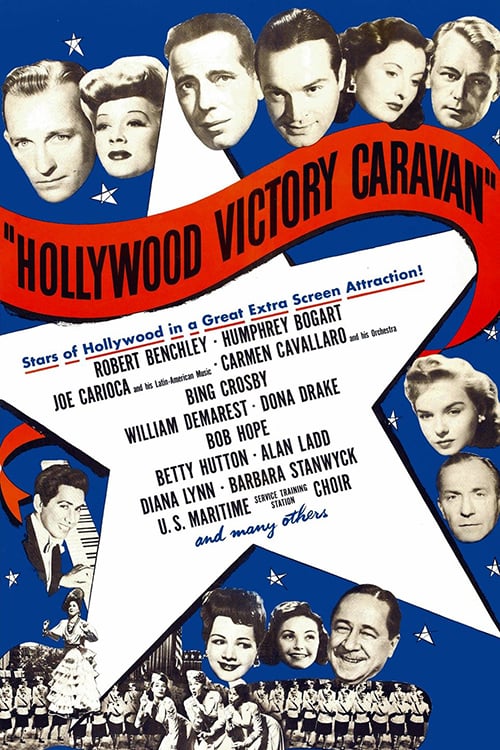 "HOLLYWOOD VICTORY CARAVAN"
Stars of Hollywood in a Great Extra Screen Attraction!
ROBERT BENCHLEY · HUMPHREY BOGART
JOE CARIOCA and his Latin-American Music · CARMEN CAVALLARO and his Orchestra
BING CROSBY
WILLIAM DEMAREST · DONA DRAKE
BOB HOPE
BETTY HUTTON · ALAN LADD
DIANA LYNN · BARBARA STANWYCK
U.S. MARITIME SERVICE TRAINING STATION CHOIR
and many others